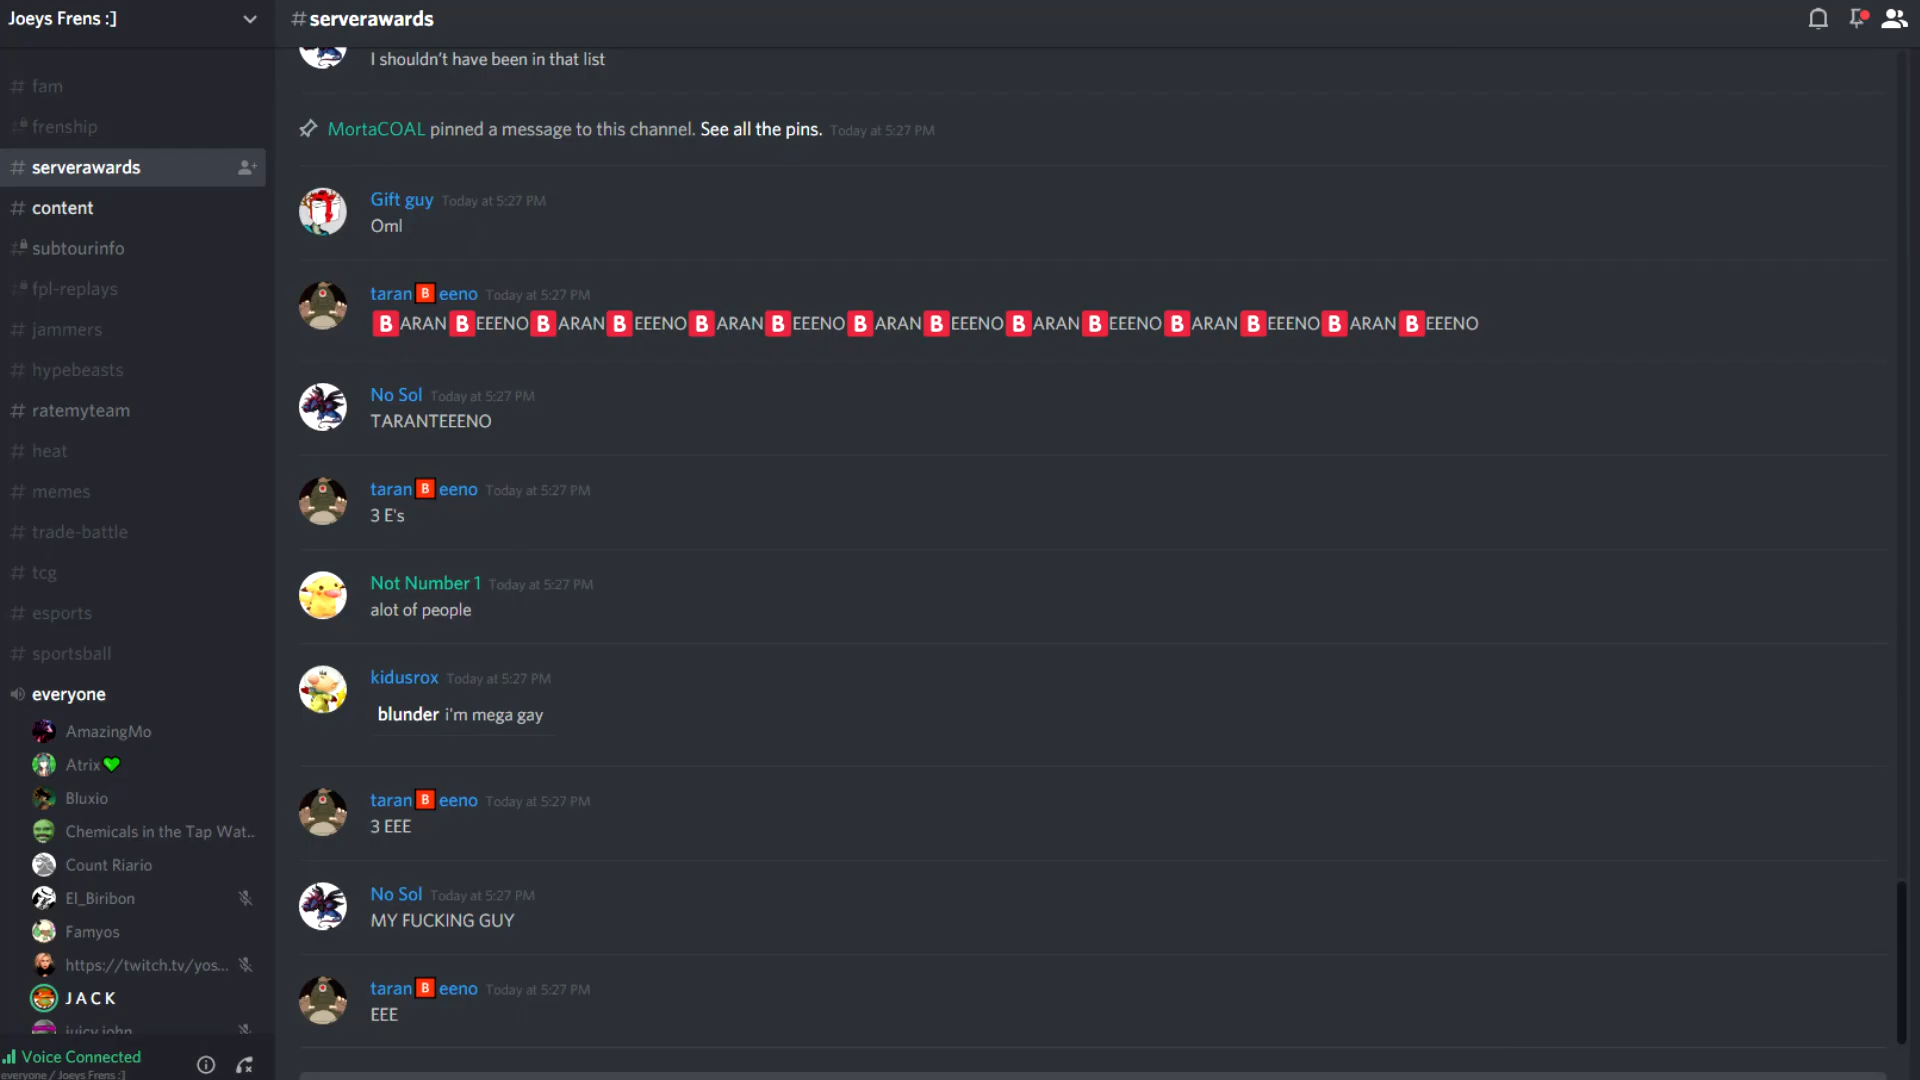 Joeys Frens :]
# fam
frenship
# serverawards
# content
subtourinfo
fpl-replays
# jammers
# hypebeasts
# ratemyteam
# heat
# memes
# trade-battle
# tcg
# esports
# sportsball
everyone
AmazingMo
Atrix💚
Bluxio
Chemicals in the Tap Wat..
Count Riario
El_Biribon
Famyos
https://twitch.tv/yos...
J A C K
juicy john
Voice Connected
everyone / Joeys Frens :]
#serverawards
I shouldn't have been in that list
MortaCOAL pinned a message to this channel. See all the pins. Today at 5:27 PM
Gift guy Today at 5:27 PM
Oml
taran🅱eeno Today at 5:27 PM
🅱ARAN🅱EEENO🅱ARAN🅱EEENO🅱ARAN🅱EEENO🅱ARAN🅱EEENO🅱ARAN🅱EEENO🅱ARAN🅱EEENO🅱ARAN🅱EEENO
No Sol Today at 5:27 PM
TARANTEEENO
taran🅱eeno Today at 5:27 PM
3 E's
Not Number 1 Today at 5:27 PM
alot of people
kidusrox Today at 5:27 PM
blunder i'm mega gay
taran🅱eeno Today at 5:27 PM
3 EEE
No Sol Today at 5:27 PM
MY FUCKING GUY
taran🅱eeno Today at 5:27 PM
EEE